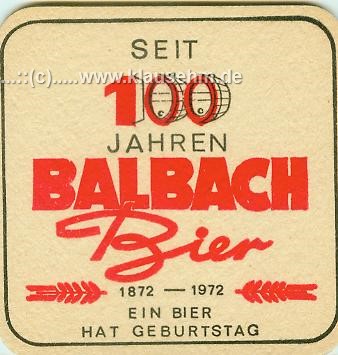 SEIT
...::(c).....www.klausehm.de
100
JAHREN
BALBACH
Bier
1872 — 1972
EIN BIER
HAT GEBURTSTAG